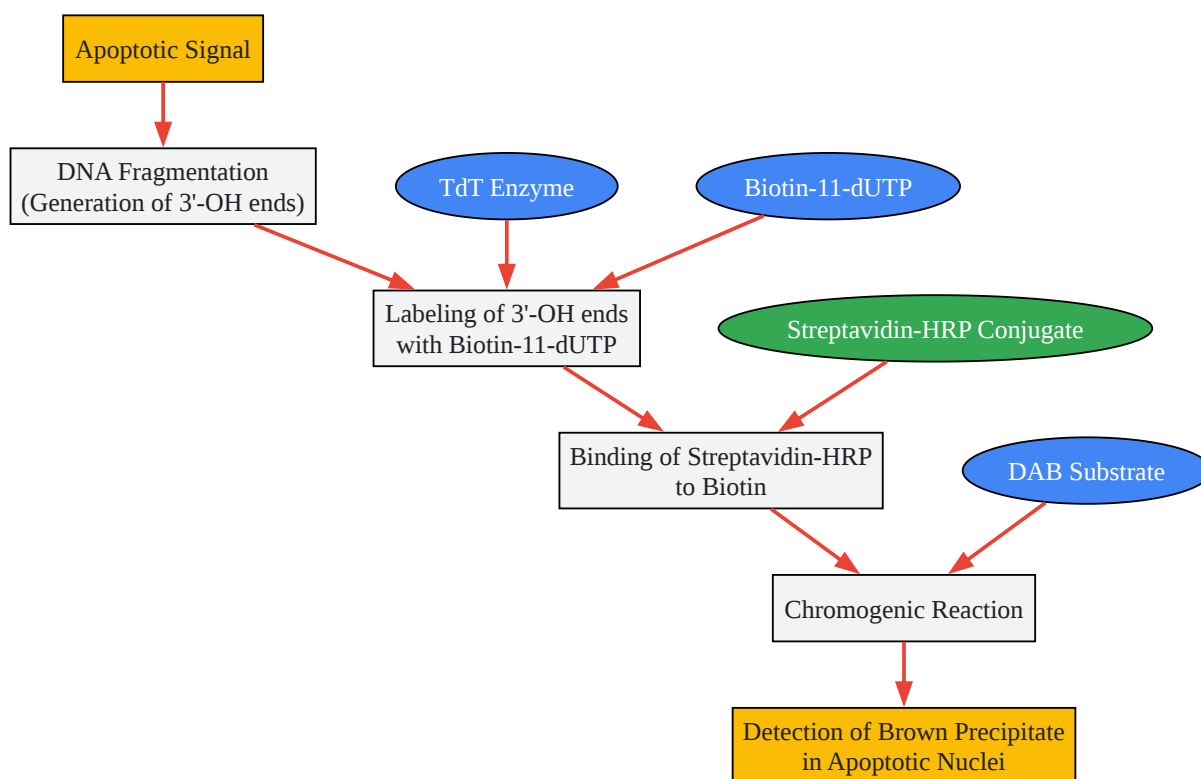 Apoptotic Signal
DNA Fragmentation
(Generation of 3'-OH ends)
TdT Enzyme
Biotin-11-dUTP
Labeling of 3'-OH ends
with Biotin-11-dUTP
Streptavidin-HRP Conjugate
Binding of Streptavidin-HRP
to Biotin
DAB Substrate
Chromogenic Reaction
Detection of Brown Precipitate
in Apoptotic Nuclei